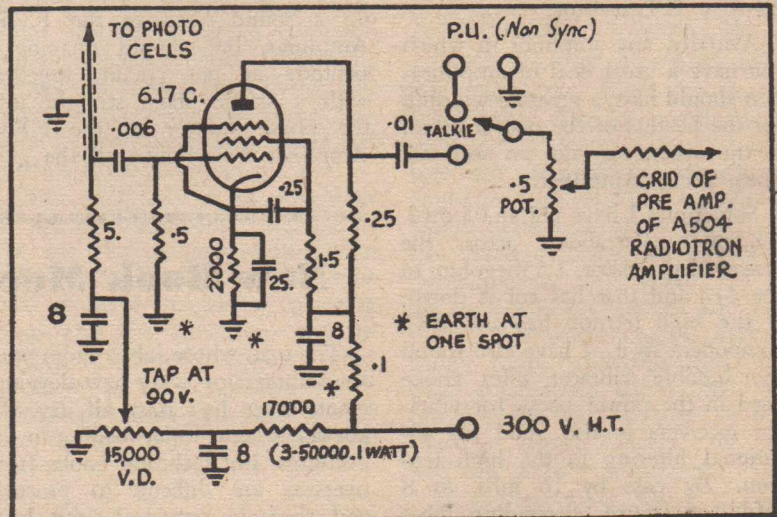 TO PHOTO
CELLS
P.U. (Non Sync)
6J7 G.
.006
.01
TALKIE
.25
.25
.5
POT.
GRID OF
PRE AMP.
OF A504
RADIOTRON
AMPLIFIER
5.
.5
2000
25.
1.5
8
8
* EARTH AT
ONE SPOT
*
*
*
.1
TAP AT
90 V.
17000
300 V. H.T.
15,000
V.D.
8
(3-50000.1 WATT)